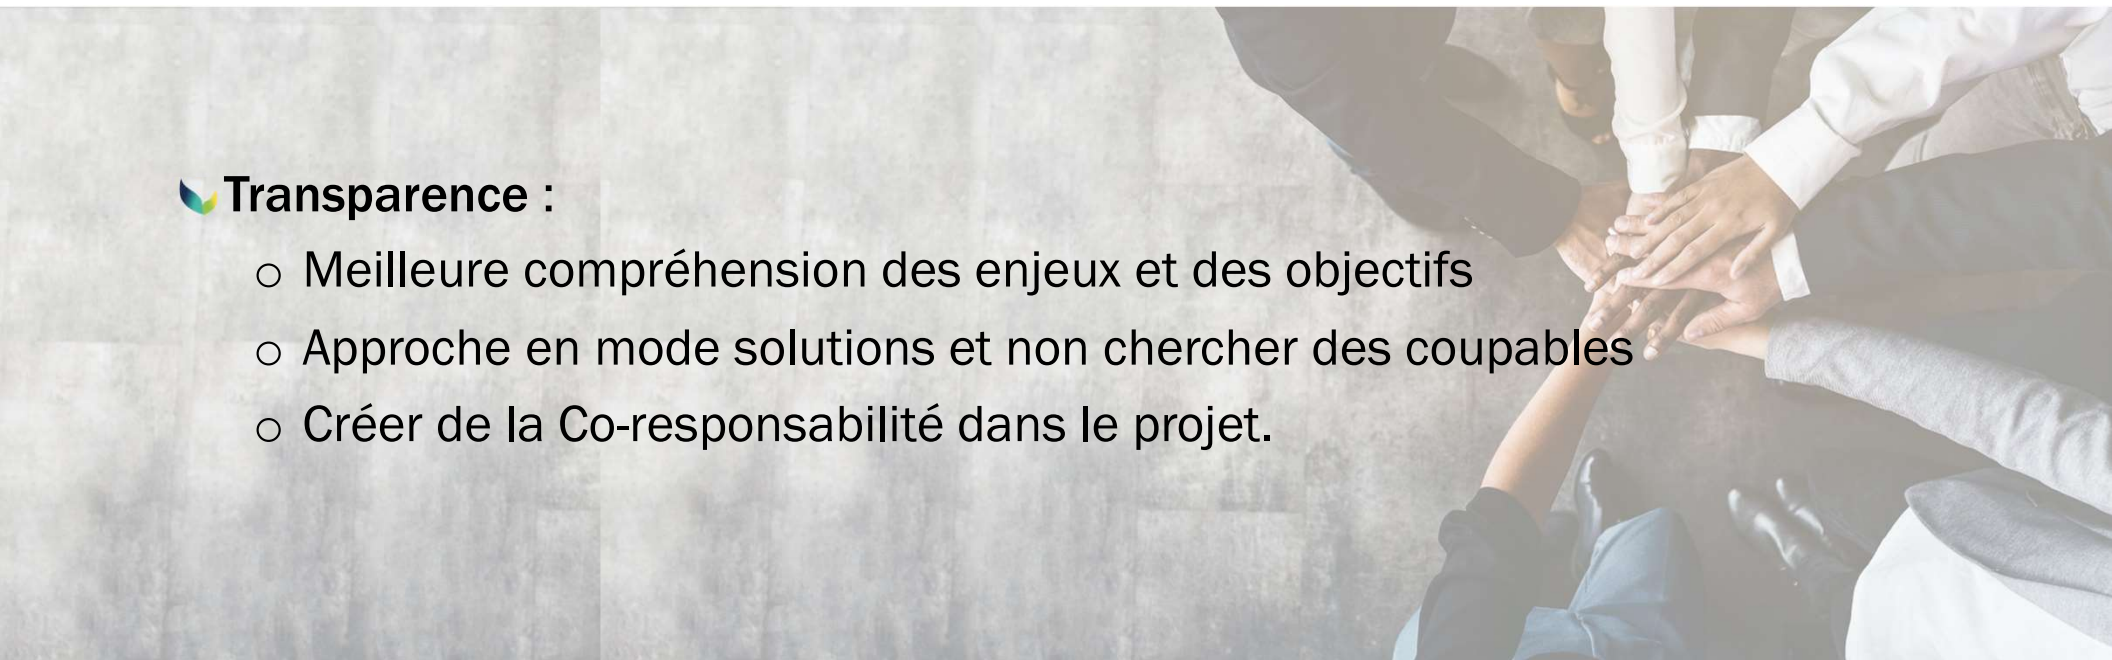 Transparence :
o Meilleure compréhension des enjeux et des objectifs
o Approche en mode solutions et non chercher des coupables
o Créer de la Co-responsabilité dans le projet.